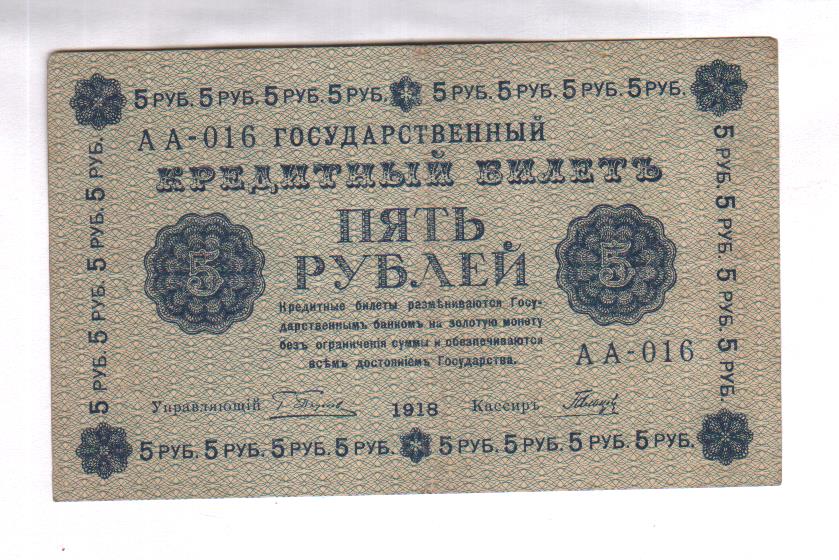 5 РУБ. 5 РУБ. 5 РУБ. 5 РУБ. 5 РУБ. 5 РУБ. 5 РУБ. 5 РУБ.
АА-016 ГОСУДАРСТВЕННЫЙ
КРЕДИТНЫЙ БИЛЕТЪ
5 ПЯТЬ 5
РУБЛЕЙ
Кредитные билеты размѣниваются Госу-
дарственнымъ банкомъ на золотую монету
безъ ограниченія суммы и обезпечиваются
всѣмъ достояніемъ Государства.
АА-016
Управляющій 1918 Кассиръ
5 РУБ. 5 РУБ. 5 РУБ. 5 РУБ. 5 РУБ. 5 РУБ. 5 РУБ. 5 РУБ.
5 РУБ. 5 РУБ. 5 РУБ. 5 РУБ.
5 РУБ. 5 РУБ. 5 РУБ. 5 РУБ.